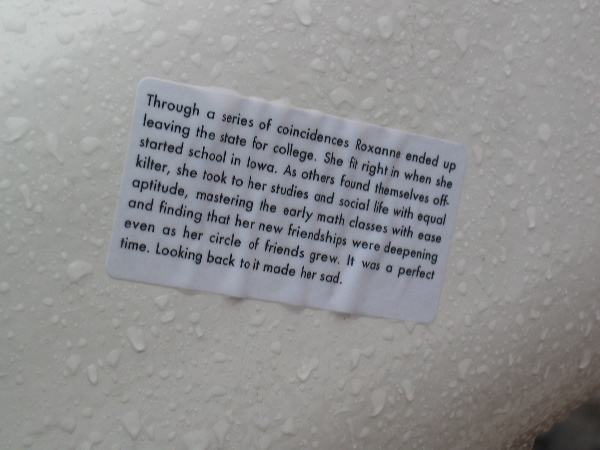 Through a series of coincidences Roxanne ended up
leaving the state for college. She fit right in when she
started school in Iowa. As others found themselves off-
kilter, she took to her studies and social life with equal
aptitude, mastering the early math classes with ease
and finding that her new friendships were deepening
even as her circle of friends grew. It was a perfect
time. Looking back to it made her sad.